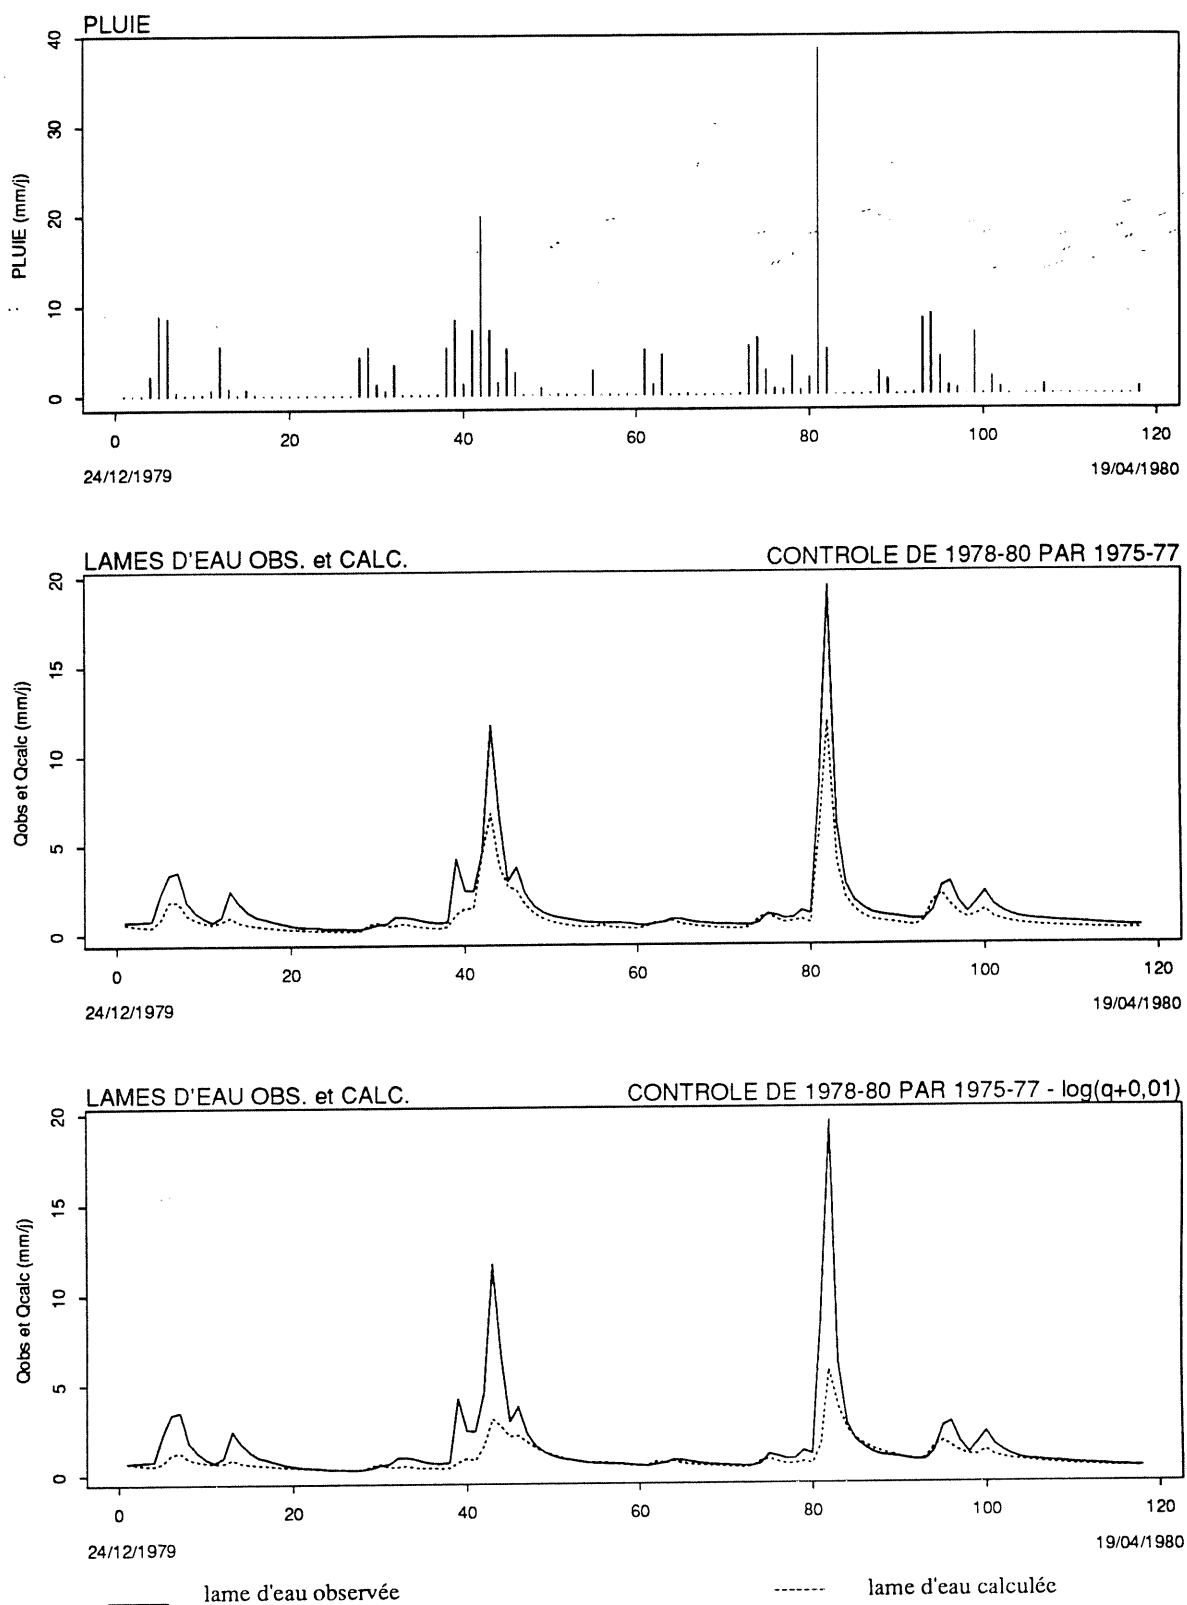 PLUIE
40
30
20
10
0
PLUIE (mm/j)
0 20 40 60 80 100 120
24/12/1979 19/04/1980
LAMES D'EAU OBS. et CALC. CONTROLE DE 1978-80 PAR 1975-77
20
15
10
5
0
Qobs et Qcalc (mm/j)
0 20 40 60 80 100 120
24/12/1979 19/04/1980
LAMES D'EAU OBS. et CALC. CONTROLE DE 1978-80 PAR 1975-77 - log(q+0,01)
20
15
10
5
0
Qobs et Qcalc (mm/j)
0 20 40 60 80 100 120
24/12/1979 19/04/1980
lame d'eau observée lame d'eau calculée